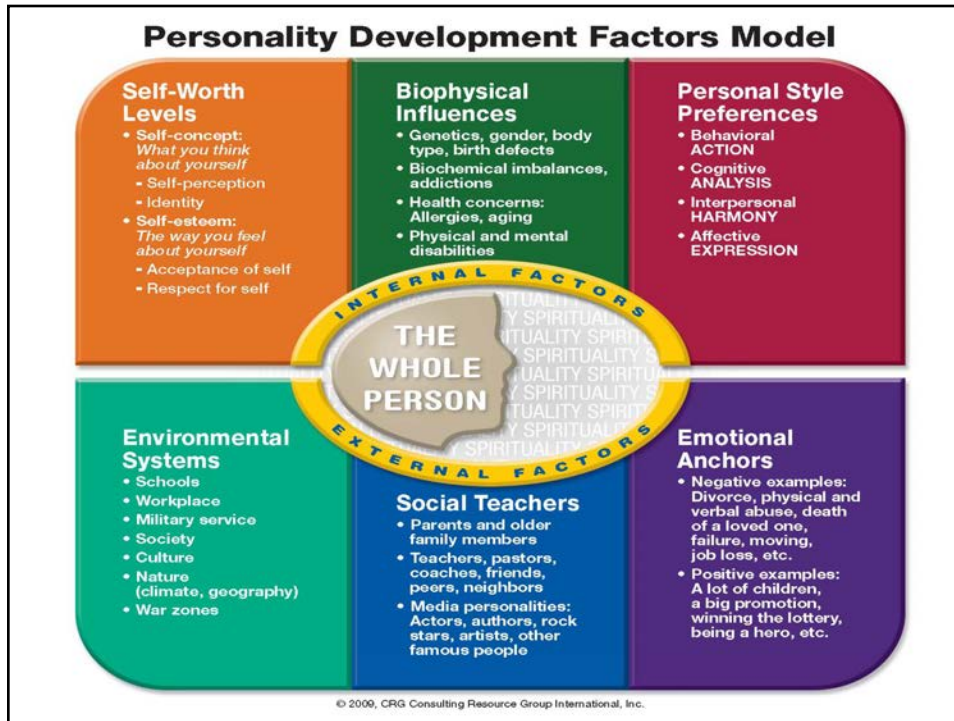 Personality Development Factors Model
Self-Worth
Levels
• Self-concept:
What you think
about yourself
- Self-perception
- Identity
• Self-esteem:
The way you feel
about yourself
- Acceptance of self
- Respect for self
Biophysical
Influences
• Genetics, gender, body
type, birth defects
• Biochemical imbalances,
addictions
• Health concerns:
Allergies, aging
• Physical and mental
disabilities
Personal Style
Preferences
• Behavioral
ACTION
• Cognitive
ANALYSIS
• Interpersonal
HARMONY
• Affective
EXPRESSION
INTERNAL FACTORS
THE
WHOLE
PERSON
SPIRITUALITY
SPIRITUALITY
SPIRITUALITY
SPIRITUALITY
EXTERNAL FACTORS
Environmental
Systems
• Schools
• Workplace
• Military service
• Society
• Culture
• Nature
(climate, geography)
• War zones
Social Teachers
• Parents and older
family members
• Teachers, pastors,
coaches, friends,
peers, neighbors
• Media personalities:
Actors, authors, rock
stars, artists, other
famous people
Emotional
Anchors
• Negative examples:
Divorce, physical and
verbal abuse, death
of a loved one,
failure, moving,
job loss, etc.
• Positive examples:
A lot of children,
a big promotion,
winning the lottery,
being a hero, etc.
© 2009, CRG Consulting Resource Group International, Inc.